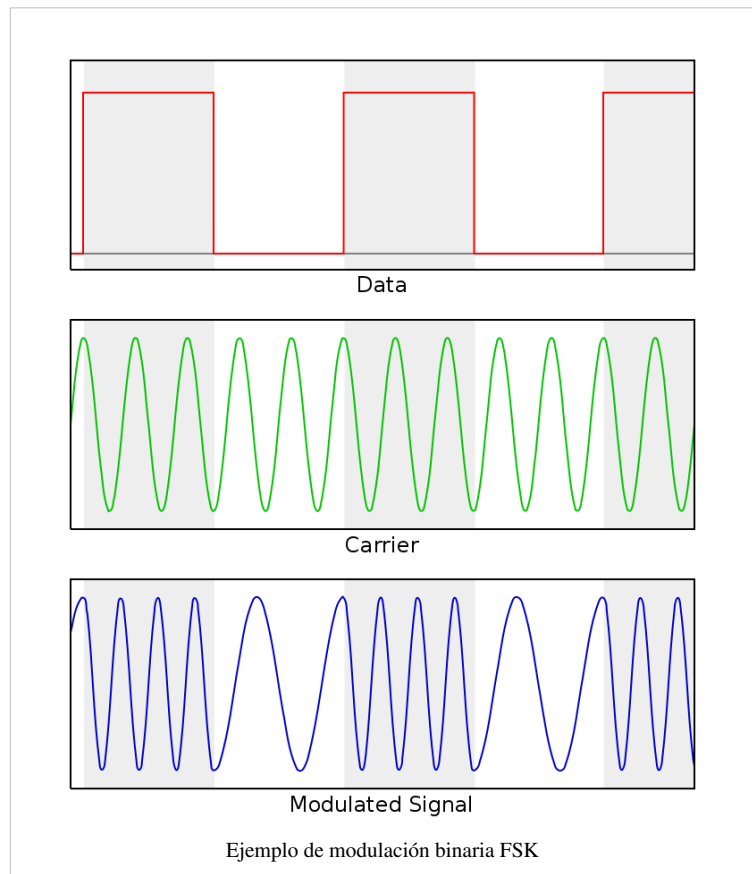 Data
Carrier
Modulated Signal
Ejemplo de modulación binaria FSK